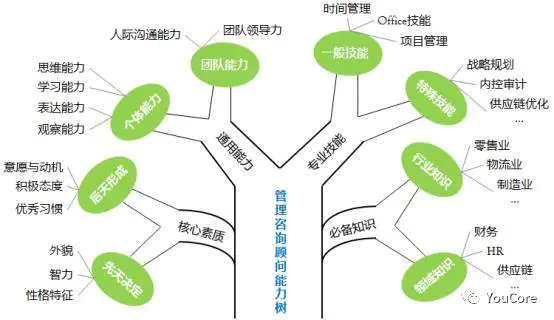 时间管理
Office技能
项目管理
一般技能
团队领导力
人际沟通能力
团队能力
思维能力
学习能力
表达能力
观察能力
个体能力
通用能力
战略规划
内控审计
供应链优化
...
特殊技能
专业技能
意愿与动机
积极态度
优秀习惯
后天形成
核心素质
外貌
智力
性格特征
先天决定
零售业
物流业
制造业
...
行业知识
必备知识
财务
HR
供应链
...
领域知识
管理咨询顾问能力树
YouCore